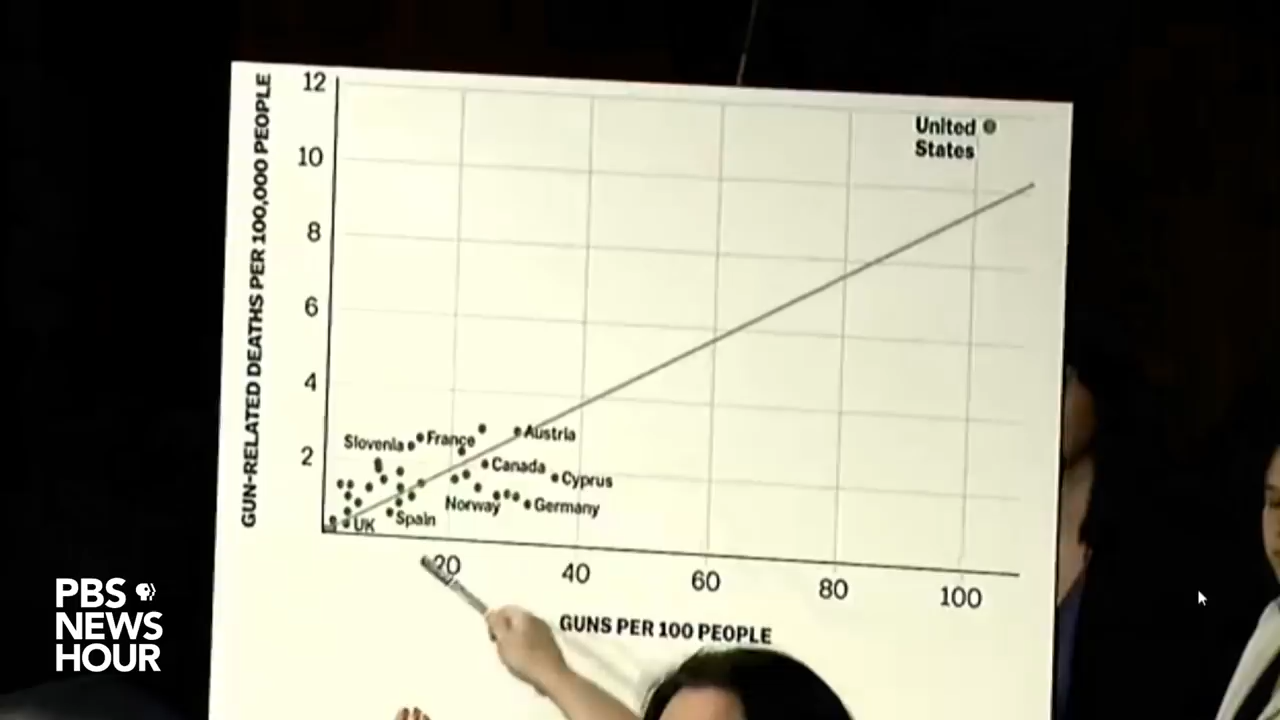 GUN-RELATED DEATHS PER 100,000 PEOPLE
12
10
8
6
4
2
United
States
Slovenia
France
Austria
Canada
Cyprus
Norway
Germany
UK
Spain
20
40
60
80
100
GUNS PER 100 PEOPLE
PBS
NEWS
HOUR